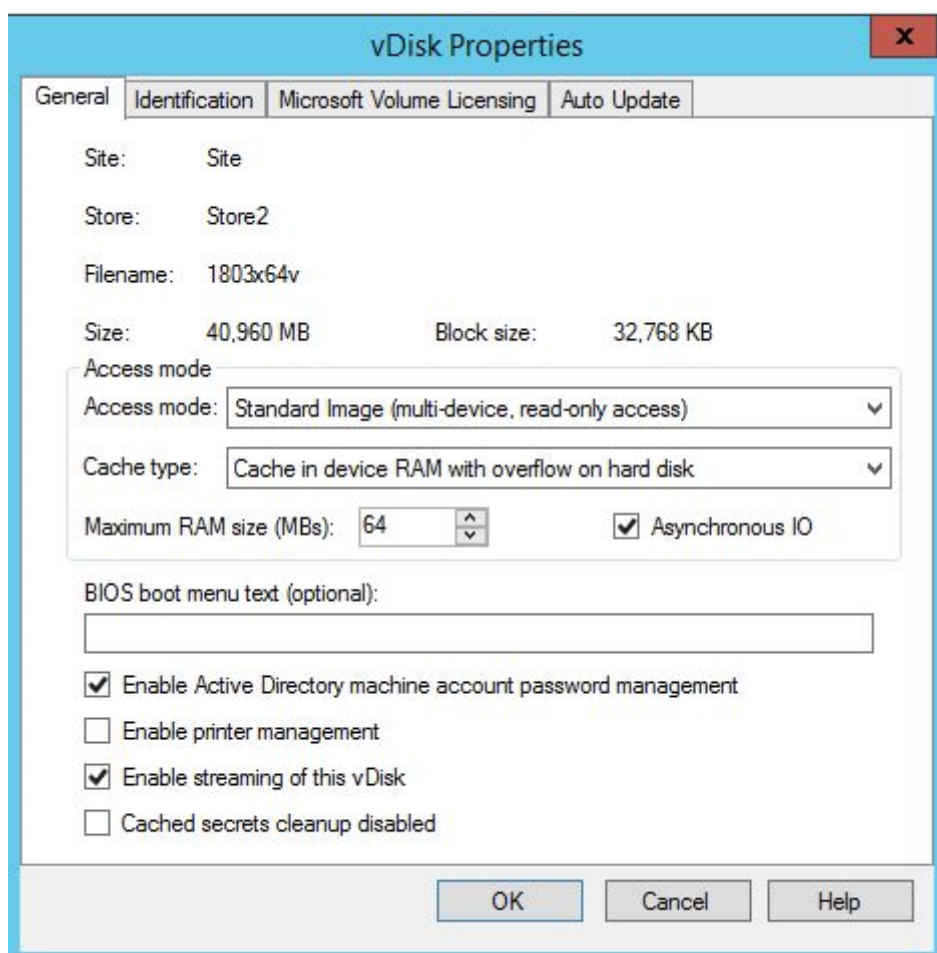 vDisk Properties
x
General Identification Microsoft Volume Licensing Auto Update
Site: Site
Store: Store2
Filename: 1803x64v
Size: 40,960 MB Block size: 32,768 KB
Access mode
Access mode: Standard Image (multi-device, read-only access)
Cache type: Cache in device RAM with overflow on hard disk
Maximum RAM size (MBs): 64 Asynchronous IO
BIOS boot menu text (optional):
Enable Active Directory machine account password management
Enable printer management
Enable streaming of this vDisk
Cached secrets cleanup disabled
OK Cancel Help